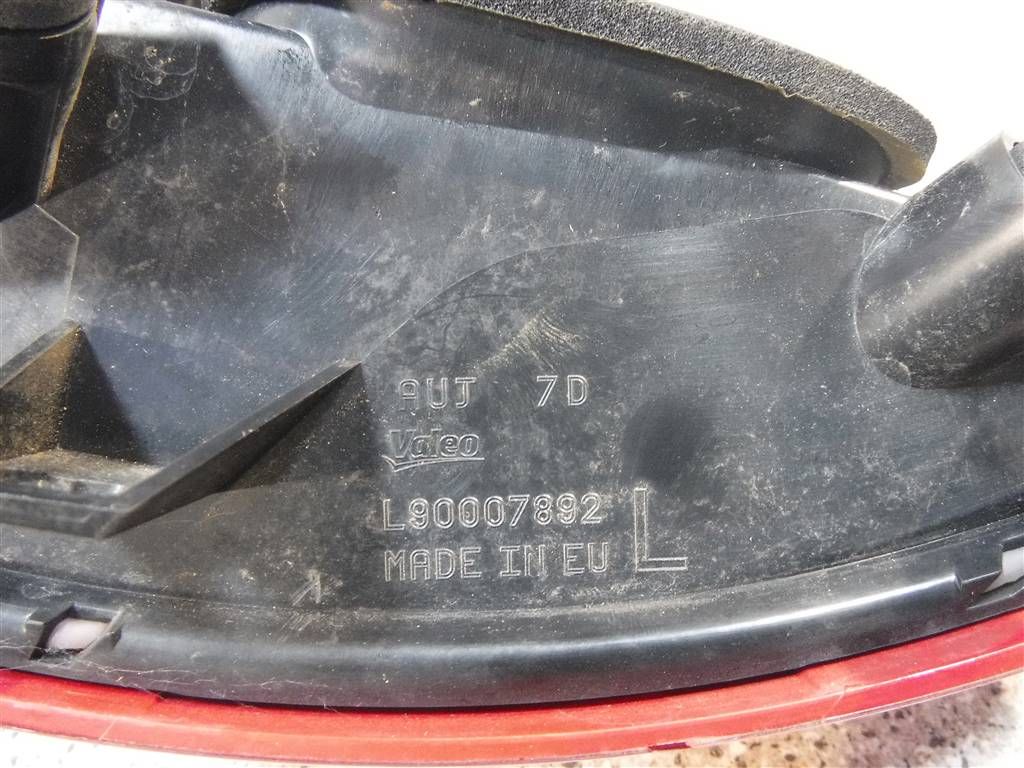 AUJ 7D
Valeo
L90007892
MADE IN EU L